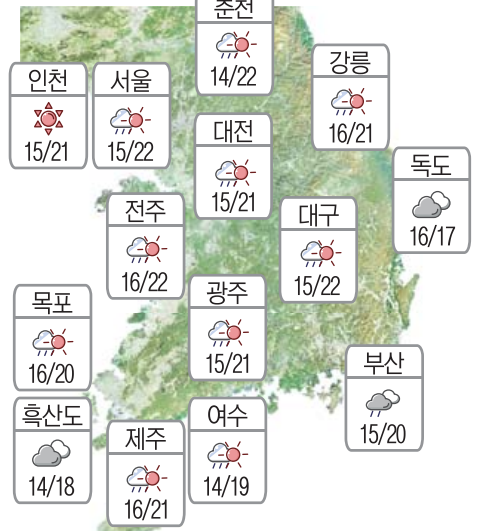 춘천
14/22
강릉
16/21
인천
15/21
서울
15/22
대전
15/21
독도
16/17
전주
16/22
대구
15/22
광주
15/21
목포
16/20
부산
15/20
흑산도
14/18
여수
14/19
제주
16/21